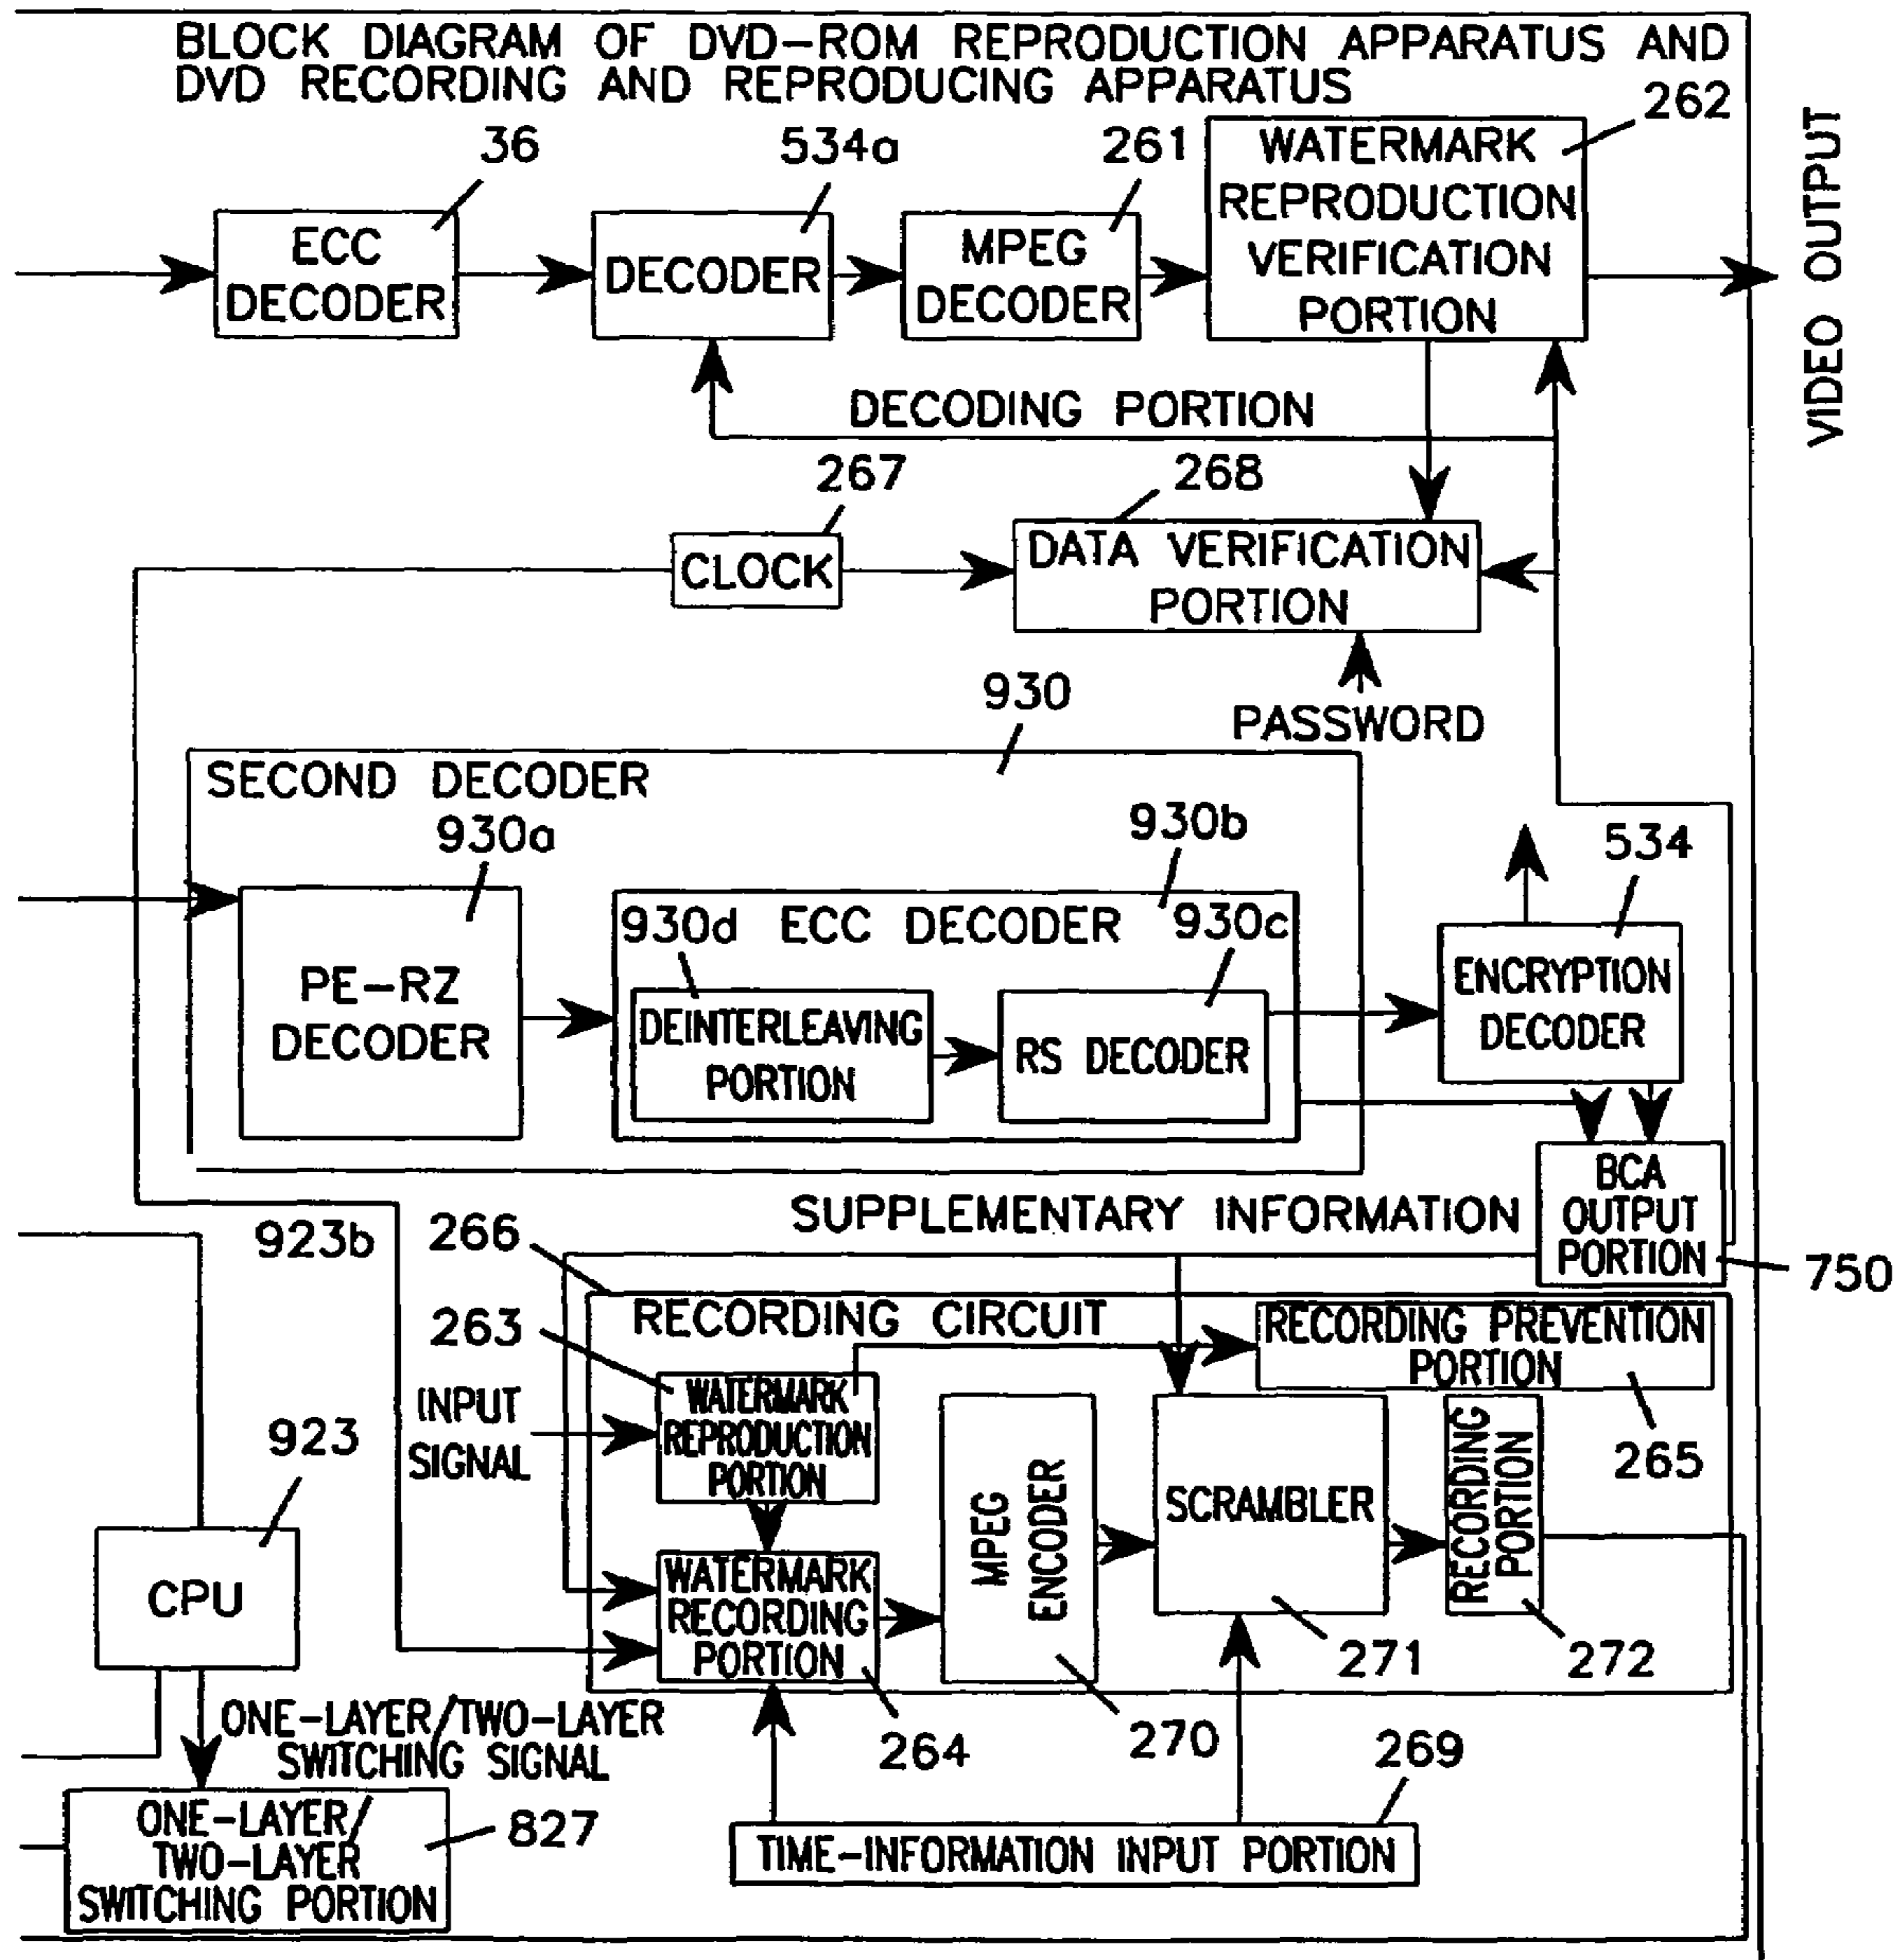 BLOCK DIAGRAM OF DVD-ROM REPRODUCTION APPARATUS AND
DVD RECORDING AND REPRODUCING APPARATUS
262
36
534a
261
WATERMARK
REPRODUCTION
VERIFICATION
PORTION
VIDEO OUTPUT
ECC
DECODER
DECODER
MPEG
DECODER
DECODING PORTION
267
268
CLOCK
DATA VERIFICATION
PORTION
PASSWORD
930
SECOND DECODER
930a
930b
534
930d ECC DECODER 930c
PE-RZ
DECODER
DEINTERLEAVING
PORTION
RS DECODER
ENCRYPTION
DECODER
BCA
OUTPUT
PORTION
750
SUPPLEMENTARY INFORMATION
923b
266
263
RECORDING CIRCUIT
RECORDING PREVENTION
PORTION
265
INPUT
SIGNAL
WATERMARK
REPRODUCTION
PORTION
923
CPU
WATERMARK
RECORDING
PORTION
MPEG
ENCODER
SCRAMBLER
RECORDING
PORTION
271
272
264
270
269
ONE-LAYER/TWO-LAYER
SWITCHING SIGNAL
ONE-LAYER/
TWO-LAYER
SWITCHING PORTION
827
TIME-INFORMATION INPUT PORTION